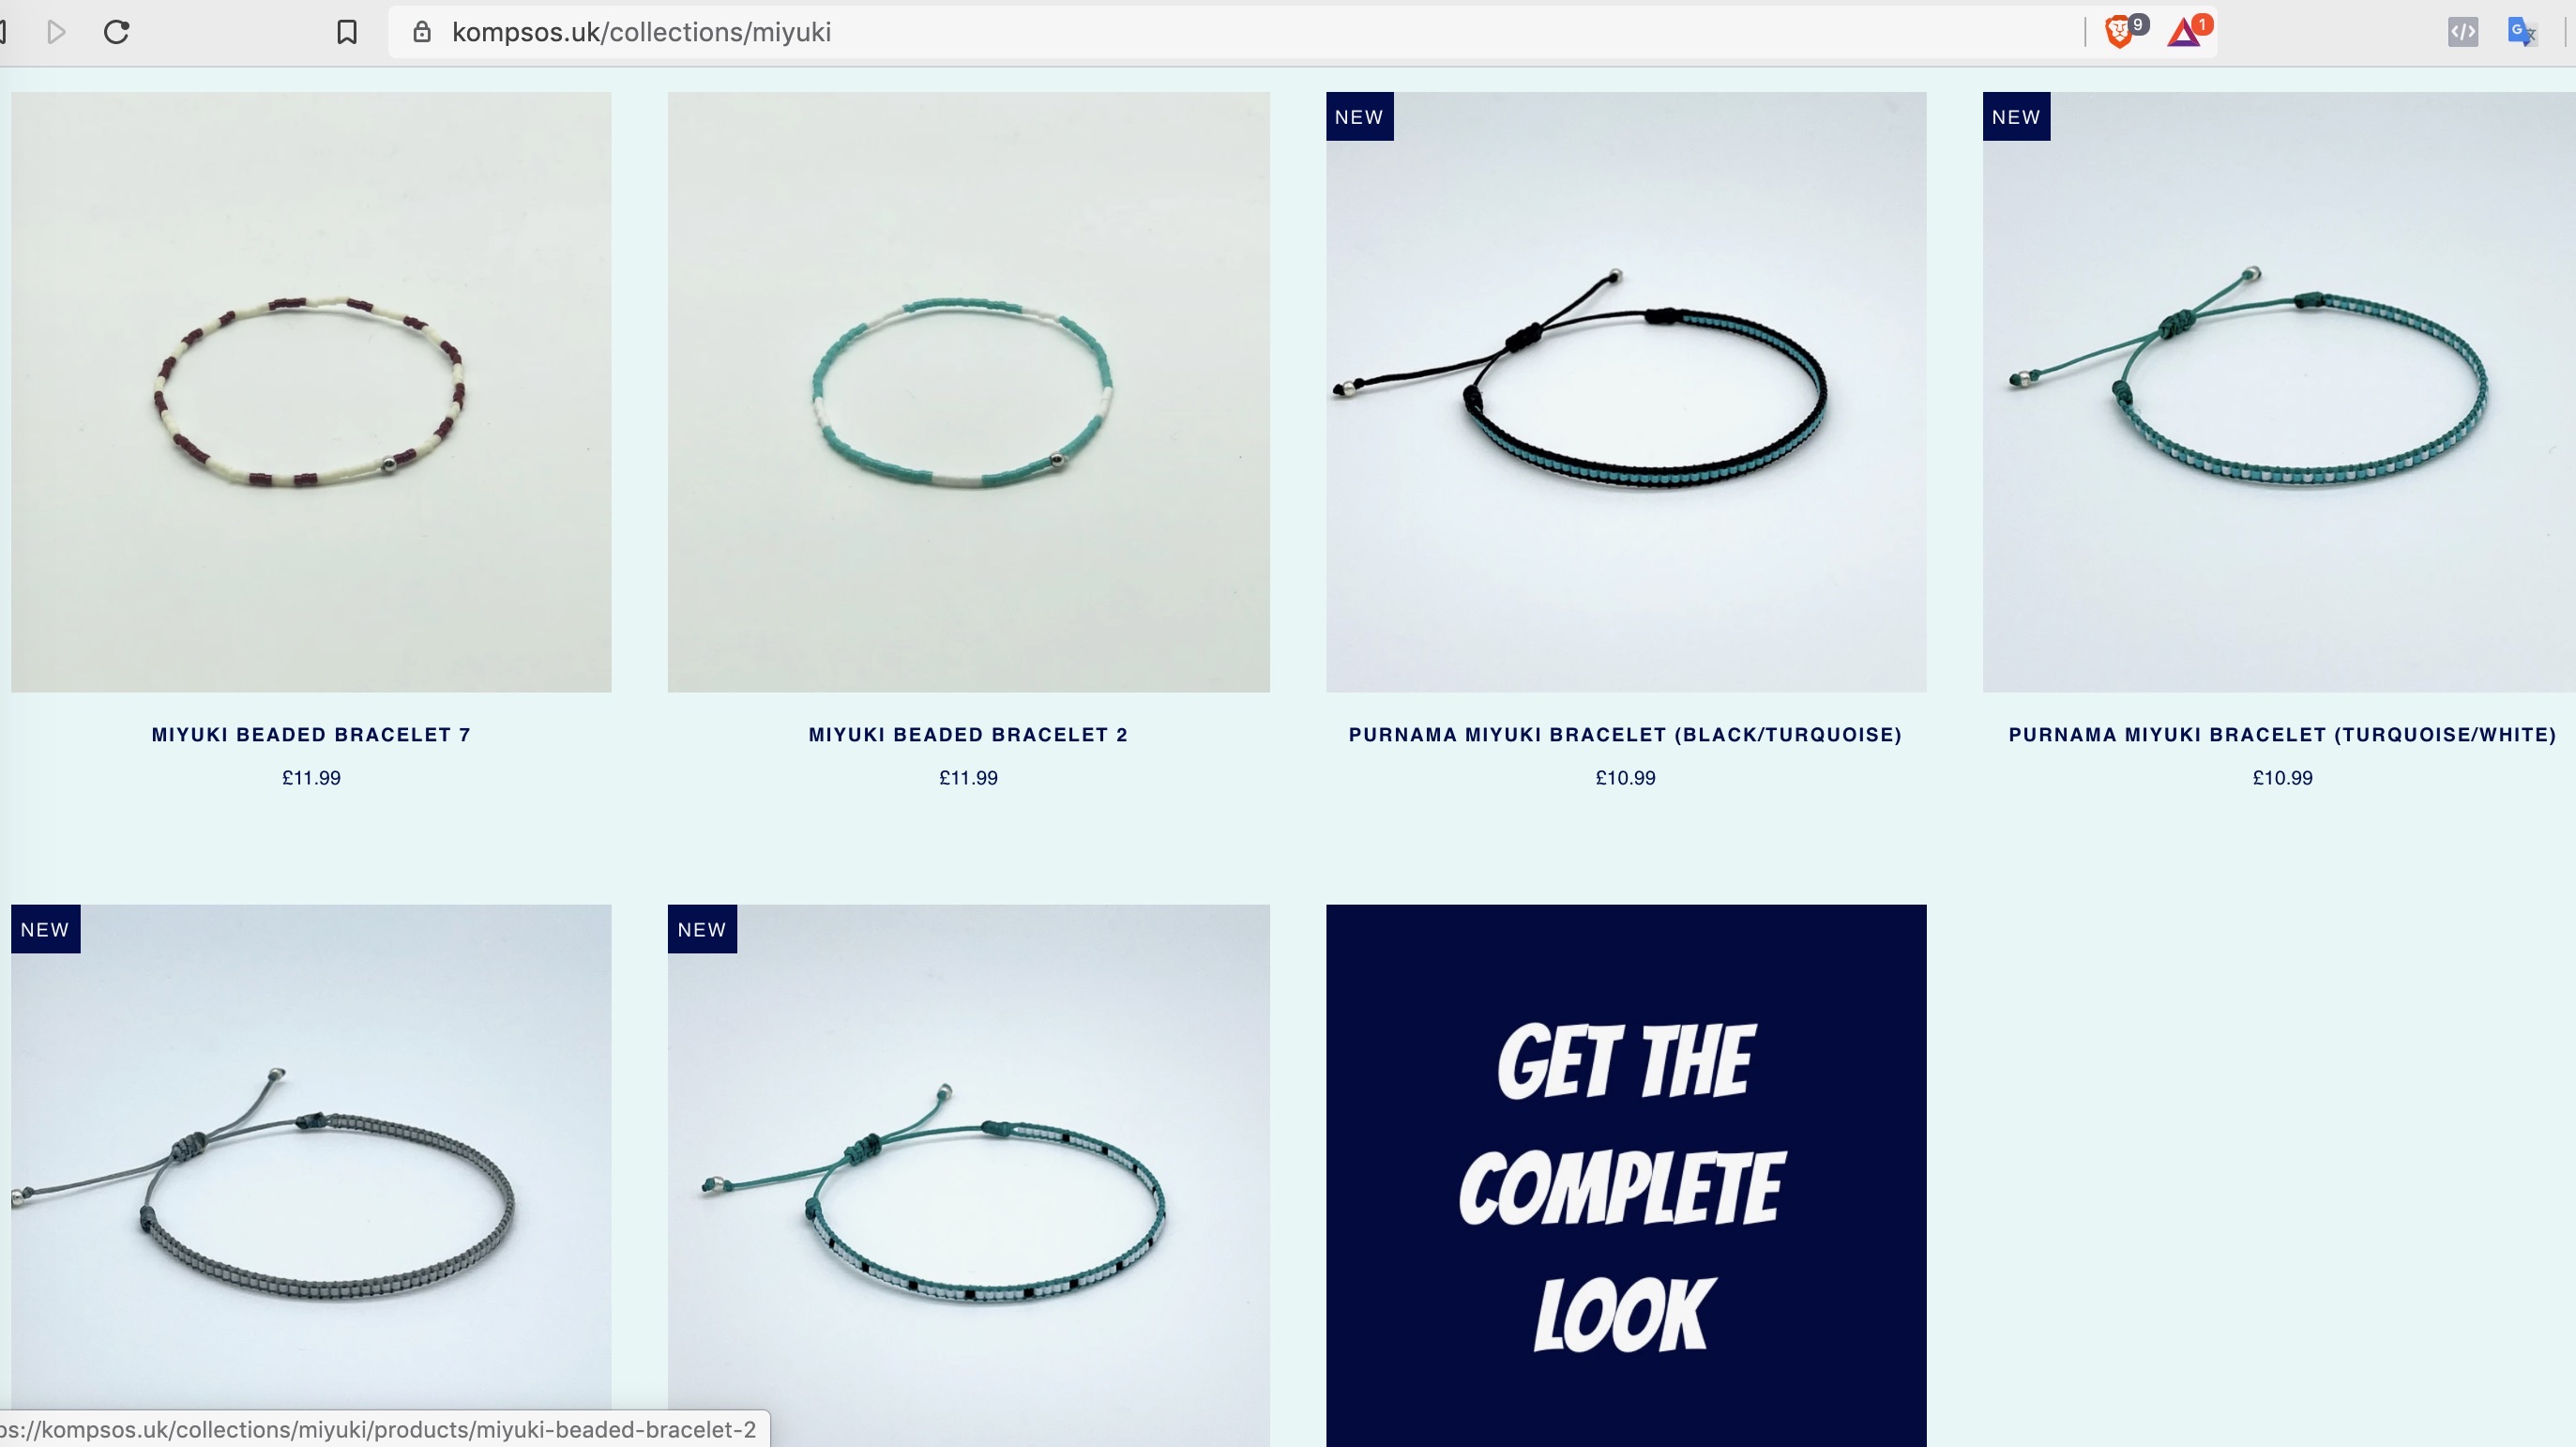 kompsos.uk/collections/miyuki
9
1
NEW
NEW
MIYUKI BEADED BRACELET 7
MIYUKI BEADED BRACELET 2
PURNAMA MIYUKI BRACELET (BLACK/TURQUOISE)
PURNAMA MIYUKI BRACELET (TURQUOISE/WHITE)
£11.99
£11.99
£10.99
£10.99
NEW
NEW
GET THE
COMPLETE
LOOK
ps://kompsos.uk/collections/miyuki/products/miyuki-beaded-bracelet-2